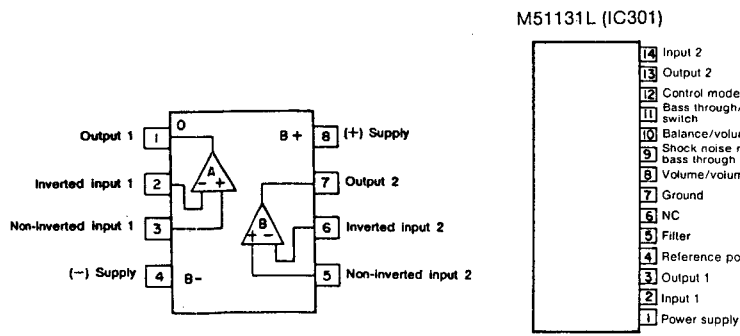 M51131L (IC301)
Output 1 1
Inverted input 1 2
Non-inverted input 1 3
(−) Supply 4
O
A
− +
B−
B+
B
+ −
8 (+) Supply
7 Output 2
6 Inverted input 2
5 Non-inverted input 2
14 Input 2
13 Output 2
12 Control mode
11 Bass through/
switch
10 Balance/
9 Shock noise
bass through
8 Volume/
7 Ground
6 NC
5 Filter
4 Reference
3 Output 1
2 Input 1
1 Power supply